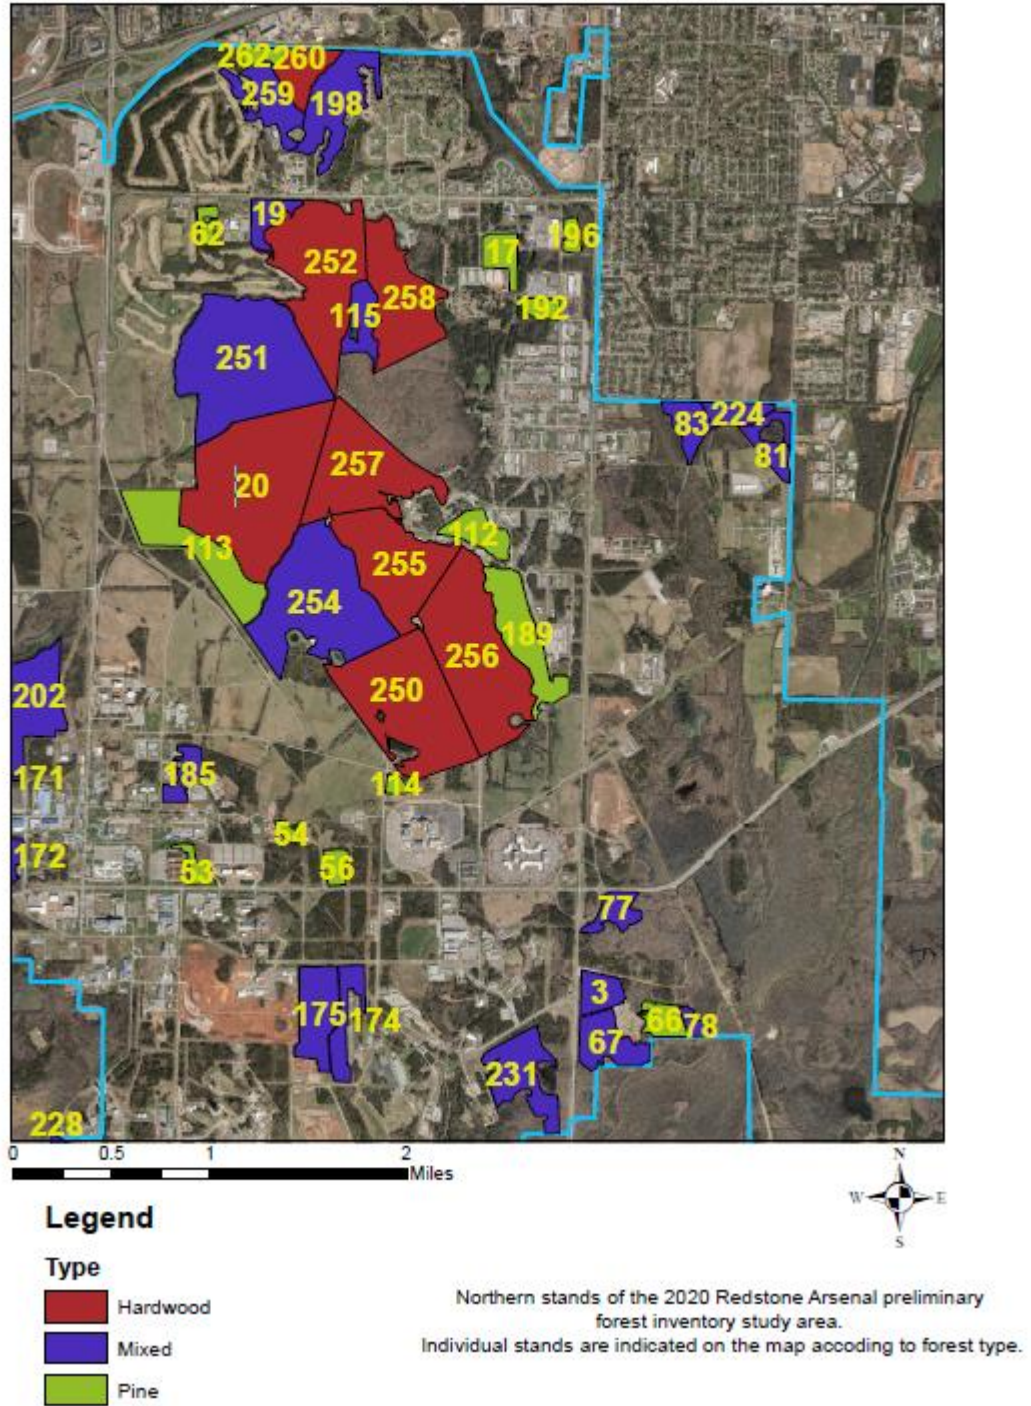 262 260
259 198
19
62
17 196
252
258
192
115
251
83 224
81
257
20
112
113
255
254
189
256
202
250
171 185
114
54
172
53 56
77
3
175 174 66 78
67
231
228
0 0.5 1 2
Miles
N
W E
S
Legend
Type
Hardwood
Mixed
Pine
Northern stands of the 2020 Redstone Arsenal preliminary
forest inventory study area.
Individual stands are indicated on the map accoding to forest type.